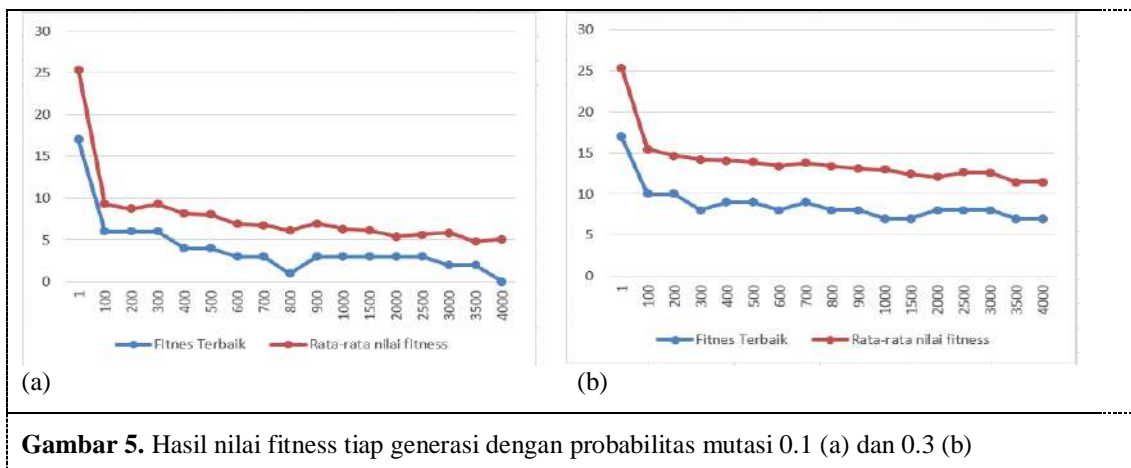 30
25
20
15
10
5
0
1 100 200 300 400 500 600 700 800 900 1000 1500 2000 2500 3000 3500 4000
Fitnes Terbaik Rata-rata nilai fitness
(a)
30
25
20
15
10
5
0
1 100 200 300 400 500 600 700 800 900 1000 1500 2000 2500 3000 3500 4000
Fitnes Terbaik Rata-rata nilai fitness
(b)
Gambar 5. Hasil nilai fitness tiap generasi dengan probabilitas mutasi 0.1 (a) dan 0.3 (b)